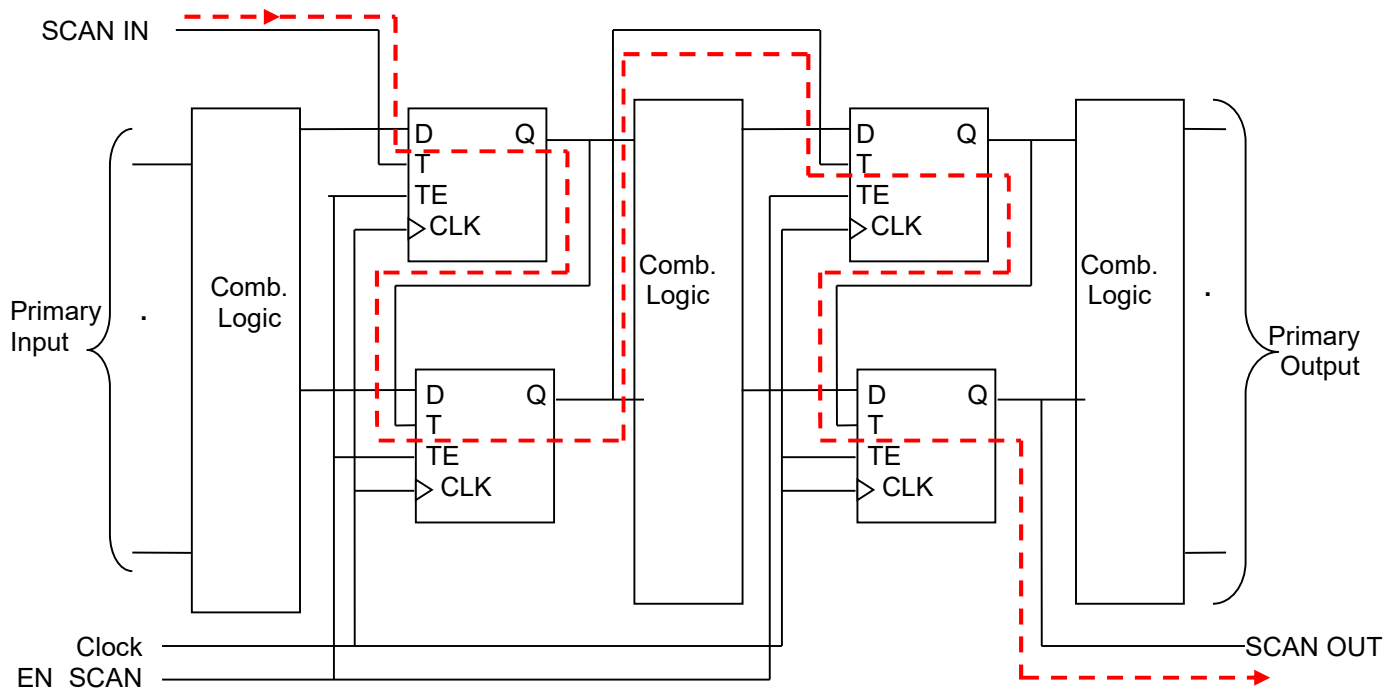 SCAN IN
D Q
T
TE
CLK
D Q
T
TE
CLK
Primary
Input
.
Comb.
Logic
Comb.
Logic
Comb.
Logic
.
Primary
Output
D Q
T
TE
CLK
D Q
T
TE
CLK
Clock
EN SCAN
SCAN OUT